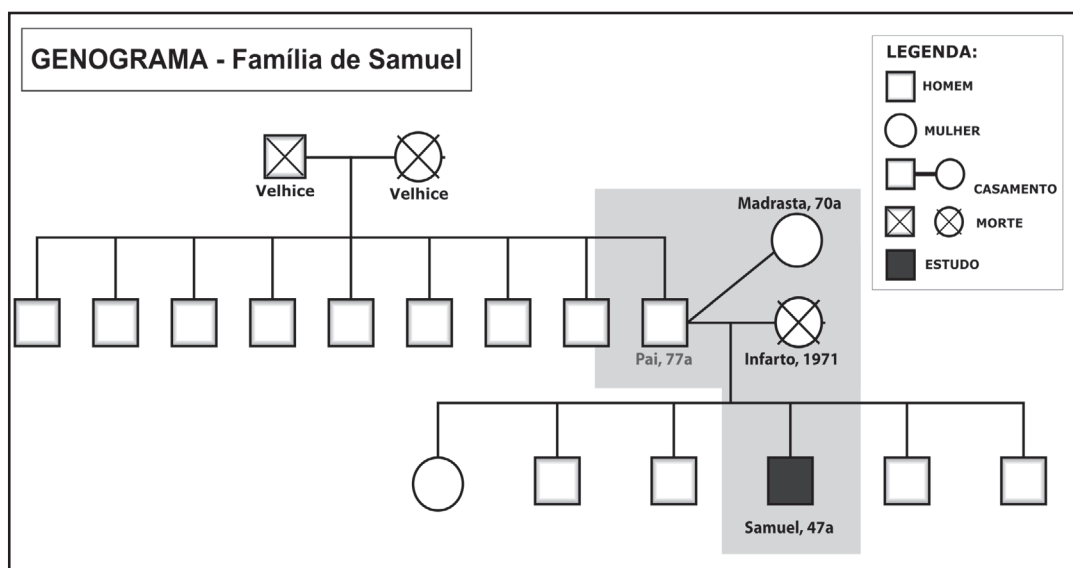 GENOGRAMA - Família de Samuel
LEGENDA:
HOMEM
MULHER
CASAMENTO
MORTE
ESTUDO
Velhice
Velhice
Madrasta, 70a
Pai, 77a
Infarto, 1971
Samuel, 47a